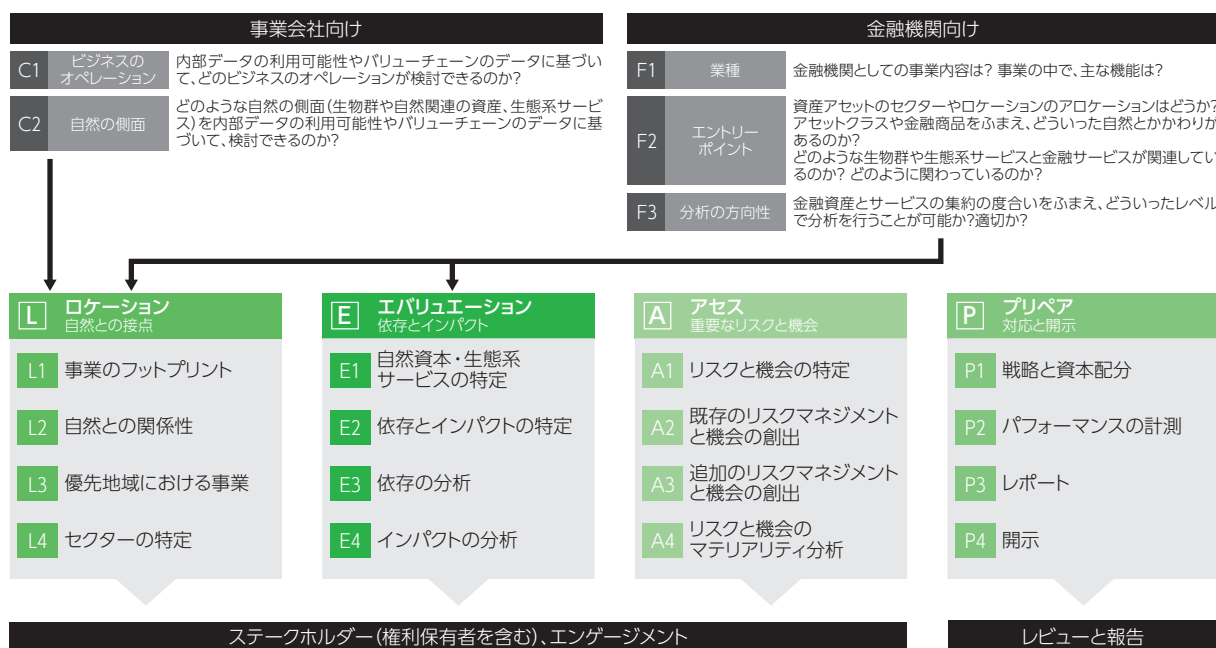 事業会社向け
C1
ビジネスの
オペレーション
内部データの利用可能性やバリューチェーンのデータに基づい
て、どのビジネスのオペレーションが検討できるのか?
C2
自然の側面
どのような自然の側面(生物群や自然関連の資産、生態系サービ
ス)を内部データの利用可能性やバリューチェーンのデータに基
づいて、検討できるのか?
金融機関向け
F1
業種
金融機関としての事業内容は? 事業の中で、主な機能は?
F2
エントリー
ポイント
資産アセットのセクターやロケーションのアロケーションはどうか?
アセットクラスや金融商品をふまえ、どういった自然とかかわりが
あるのか?
どのような生物群や生態系サービスと金融サービスが関連してい
るのか? どのように関わっているのか?
F3
分析の方向性
金融資産とサービスの集約の度合いをふまえ、どういったレベル
で分析を行うことが可能か?適切か?
L
ロケーション
自然との接点
L1 事業のフットプリント
L2 自然との関係性
L3 優先地域における事業
L4 セクターの特定
E
エバリュエーション
依存とインパクト
E1
自然資本・生態系
サービスの特定
E2 依存とインパクトの特定
E3 依存の分析
E4 インパクトの分析
A
アセス
重要なリスクと機会
A1 リスクと機会の特定
A2
既存のリスクマネジメント
と機会の創出
A3
追加のリスクマネジメント
と機会の創出
A4
リスクと機会の
マテリアリティ分析
P
プリペア
対応と開示
P1 戦略と資本配分
P2 パフォーマンスの計測
P3 レポート
P4 開示
ステークホルダー(権利保有者を含む)、エンゲージメント
レビューと報告